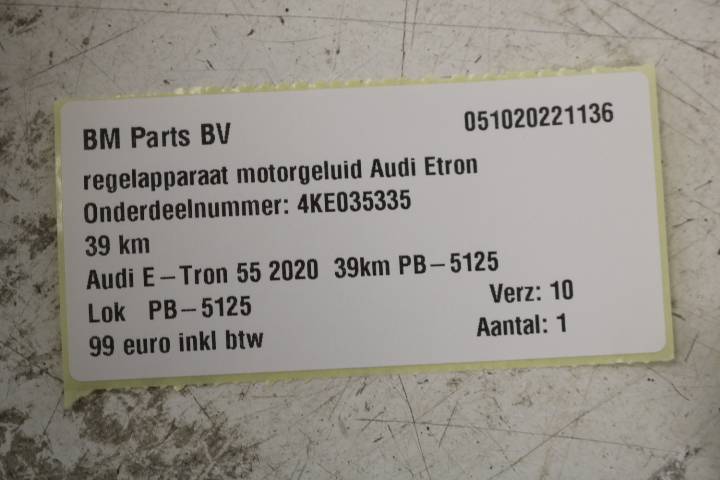 BM Parts BV 051020221136
regelapparaat motorgeluid Audi Etron
Onderdeelnummer: 4KE035335
39 km
Audi E-Tron 55 2020 39km PB-5125
Lok PB-5125 Verz: 10
99 euro inkl btw Aantal: 1